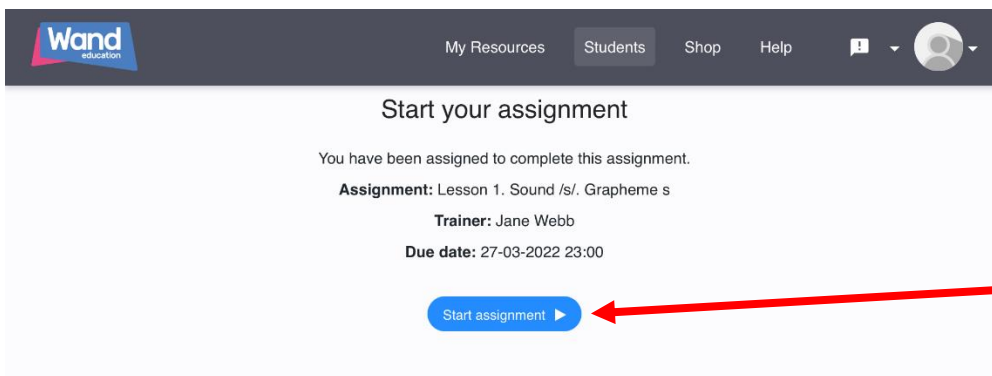 Wand
education
My Resources Students Shop Help
Start your assignment
You have been assigned to complete this assignment.
Assignment: Lesson 1. Sound /s/. Grapheme s
Trainer: Jane Webb
Due date: 27-03-2022 23:00
Start assignment